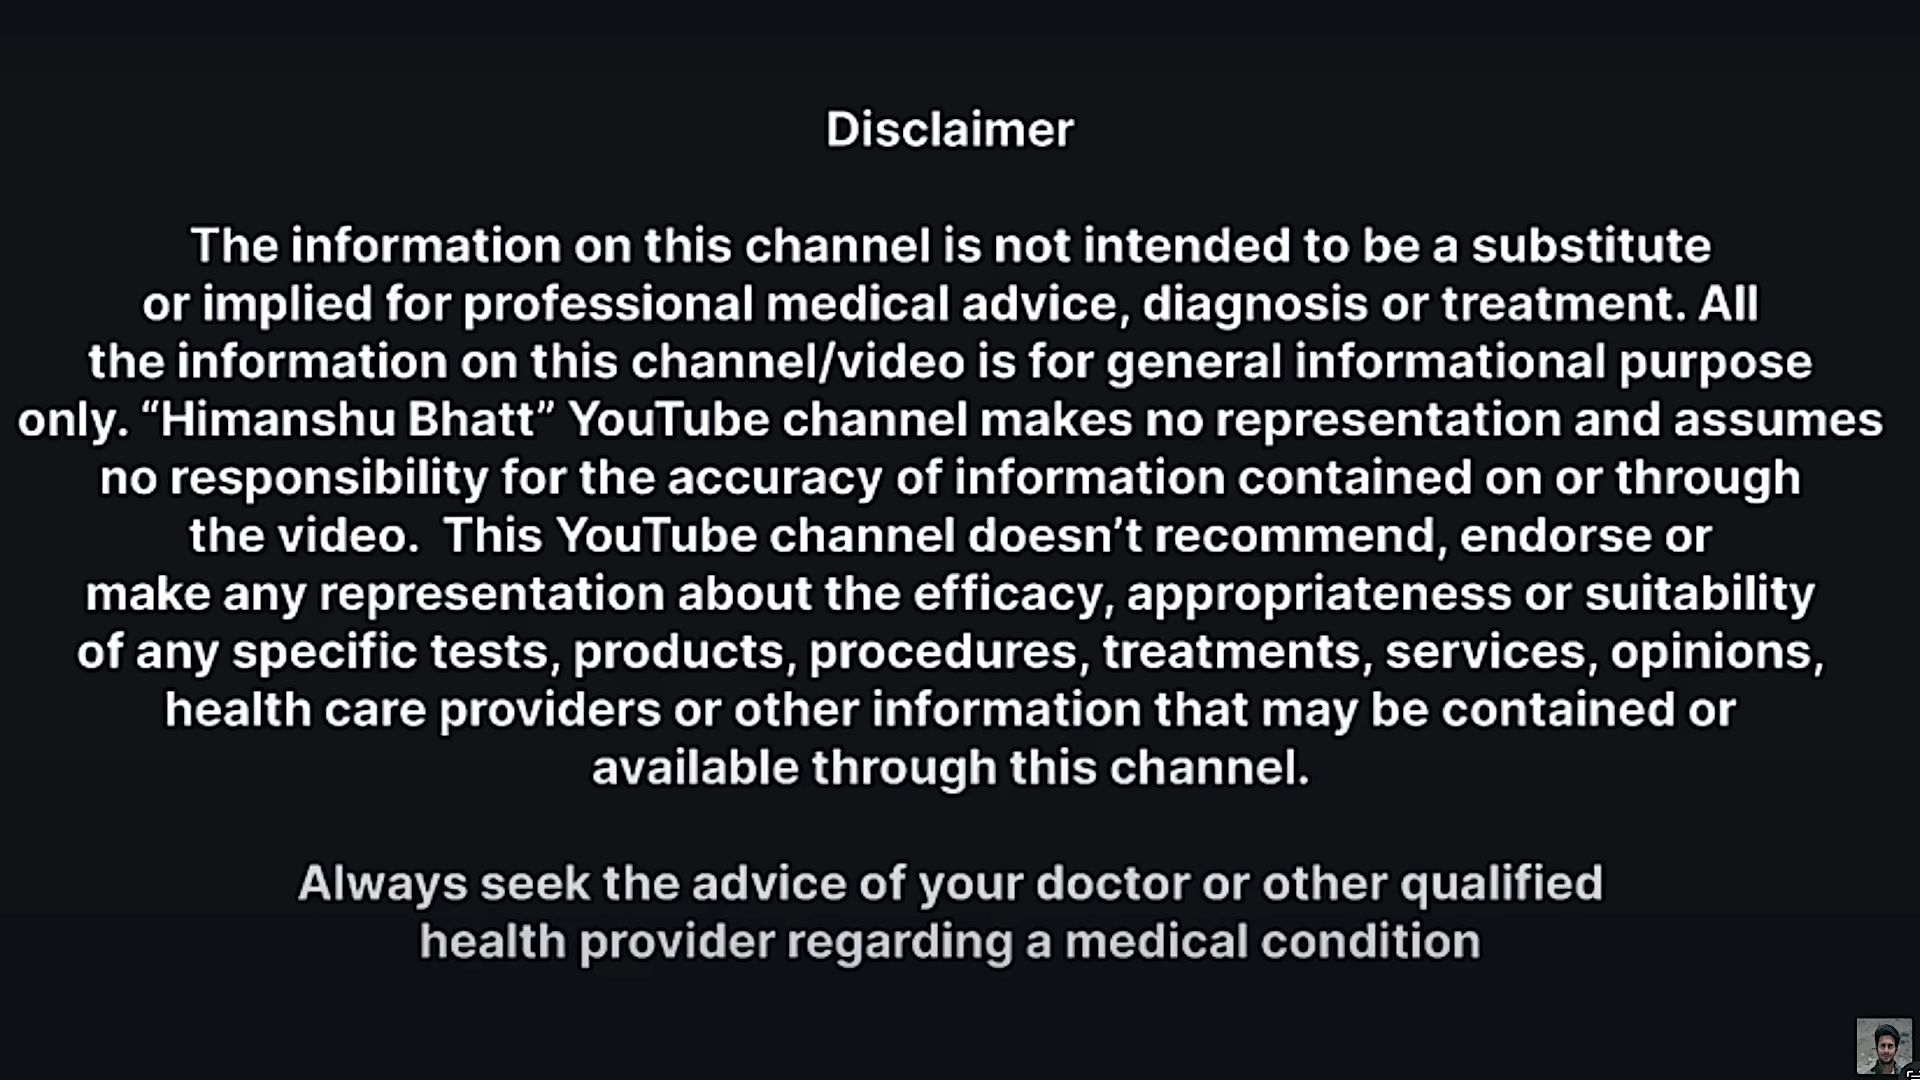 Disclaimer
The information on this channel is not intended to be a substitute
or implied for professional medical advice, diagnosis or treatment. All
the information on this channel/video is for general informational purpose
only. “Himanshu Bhatt” YouTube channel makes no representation and assumes
no responsibility for the accuracy of information contained on or through
the video.  This YouTube channel doesn’t recommend, endorse or
make any representation about the efficacy, appropriateness or suitability
of any specific tests, products, procedures, treatments, services, opinions,
health care providers or other information that may be contained or
available through this channel.
Always seek the advice of your doctor or other qualified
health provider regarding a medical condition